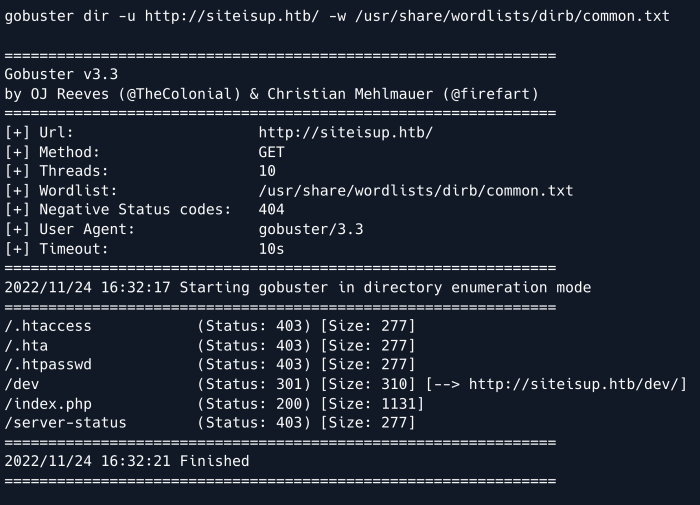 gobuster dir -u http://siteisup.htb/ -w /usr/share/wordlists/dirb/common.txt
===============================================================
Gobuster v3.3
by OJ Reeves (@TheColonial) & Christian Mehlmauer (@firefart)
===============================================================
[+] Url:                     http://siteisup.htb/
[+] Method:                  GET
[+] Threads:                 10
[+] Wordlist:                /usr/share/wordlists/dirb/common.txt
[+] Negative Status codes:   404
[+] User Agent:              gobuster/3.3
[+] Timeout:                 10s
===============================================================
2022/11/24 16:32:17 Starting gobuster in directory enumeration mode
===============================================================
/.htaccess            (Status: 403) [Size: 277]
/.hta                 (Status: 403) [Size: 277]
/.htpasswd            (Status: 403) [Size: 277]
/dev                  (Status: 301) [Size: 310] [--> http://siteisup.htb/dev/]
/index.php            (Status: 200) [Size: 1131]
/server-status        (Status: 403) [Size: 277]
===============================================================
2022/11/24 16:32:21 Finished
===============================================================